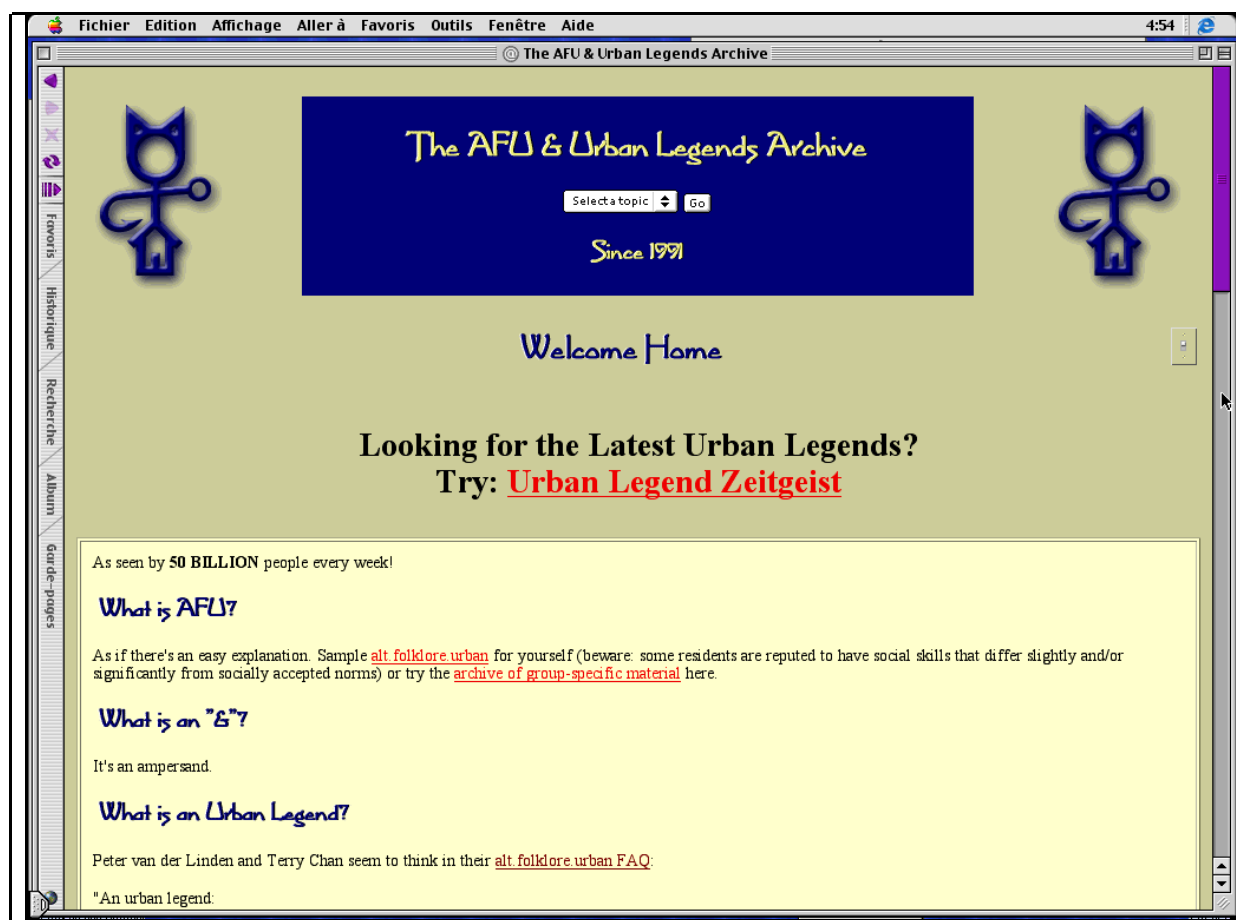 Fichier Edition Affichage Aller à Favoris Outils Fenêtre Aide 4:54
The AFU & Urban Legends Archive
Favoris
Historique
Recherche
Album
Garde-pages
The AFU & Urban Legends Archive
Select a topic Go
Since 1991
Welcome Home
Looking for the Latest Urban Legends?
Try: Urban Legend Zeitgeist
As seen by 50 BILLION people every week!
What is AFU?
As if there's an easy explanation. Sample alt.folklore.urban for yourself (beware: some residents are reputed to have social skills that differ slightly and/or
significantly from socially accepted norms) or try the archive of group-specific material here.
What is an "&"?
It's an ampersand.
What is an Urban Legend?
Peter van der Linden and Terry Chan seem to think in their alt.folklore.urban FAQ:
"An urban legend: